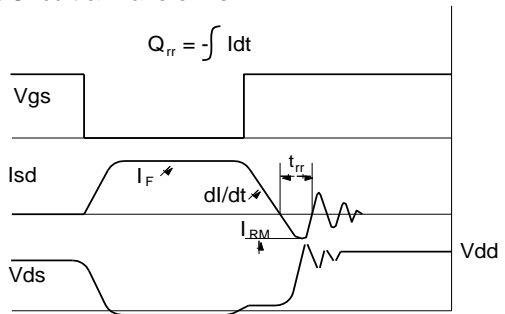 Qrr = -∫ Idt
Vgs
Isd
IF
dI/dt
trr
IRM
Vdd
Vds